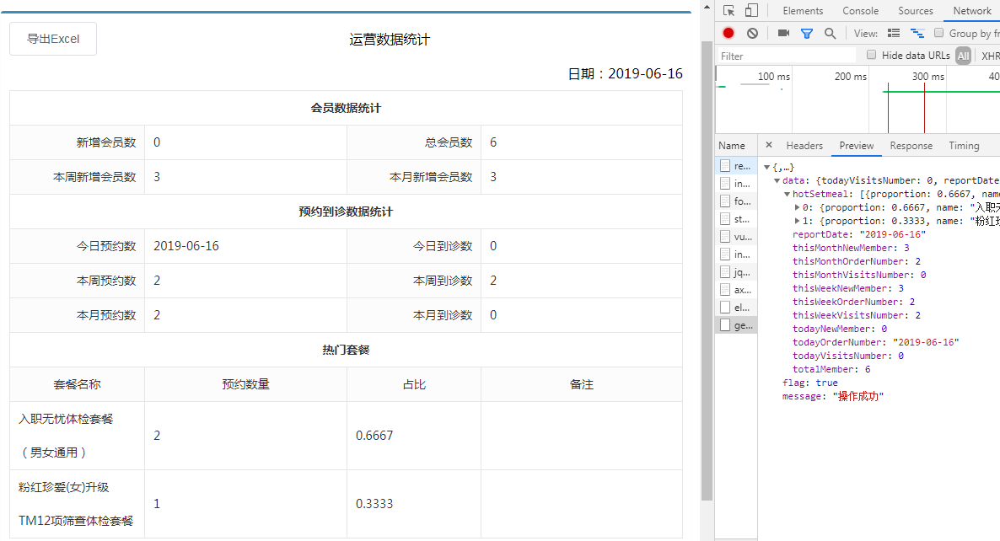 导出Excel
运营数据统计
日期：2019-06-16
会员数据统计
新增会员数 0 总会员数 6
本周新增会员数 3 本月新增会员数 3
预约到诊数据统计
今日预约数 2019-06-16 今日到诊数 0
本周预约数 2 本周到诊数 2
本月预约数 2 本月到诊数 0
热门套餐
套餐名称 预约数量 占比 备注
入职无忧体检套餐
（男女通用） 2 0.6667
粉红珍爱(女)升级
TM12项筛查体检套餐 1 0.3333
Elements Console Sources Network
View: Group by fr
Filter Hide data URLs All XHR
100 ms 200 ms 300 ms 40
Name × Headers Preview Response Timing
re...
in...
fo...
st...
vu...
in...
jq...
ax...
el...
ge...
▼{,…}
▼data: {todayVisitsNumber: 0, reportDate
▼hotSetmeal: [{proportion: 0.6667, name
▶0: {proportion: 0.6667, name: "入职无
▶1: {proportion: 0.3333, name: "粉红珍
reportDate: "2019-06-16"
thisMonthNewMember: 3
thisMonthOrderNumber: 2
thisMonthVisitsNumber: 0
thisWeekNewMember: 3
thisWeekOrderNumber: 2
thisWeekVisitsNumber: 2
todayNewMember: 0
todayOrderNumber: "2019-06-16"
todayVisitsNumber: 0
totalMember: 6
flag: true
message: "操作成功"